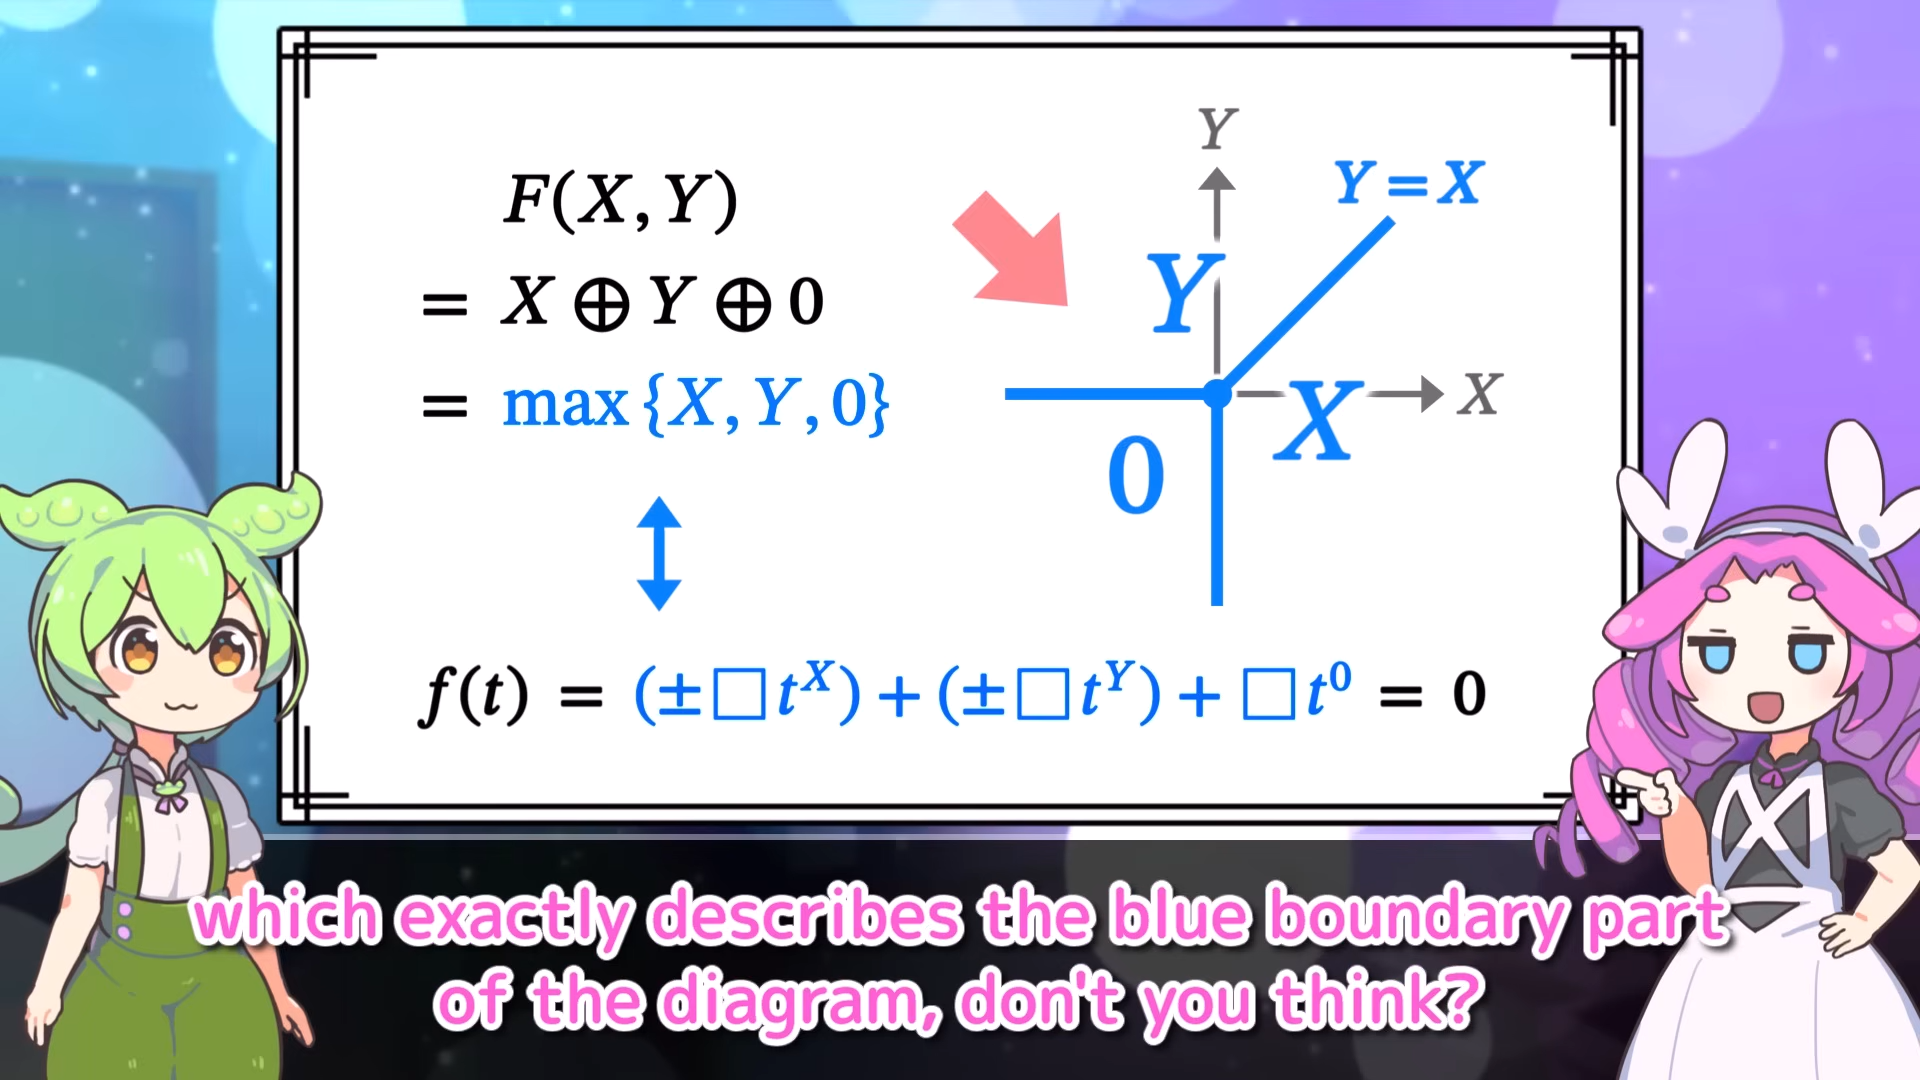 F(X, Y)
= X ⊕ Y ⊕ 0
= max {X, Y, 0}
Y
Y = X
Y
X
X
0
f(t) = (±□t^X) + (±□t^Y) + □t^0 = 0
which exactly describes the blue boundary part
of the diagram, don't you think?